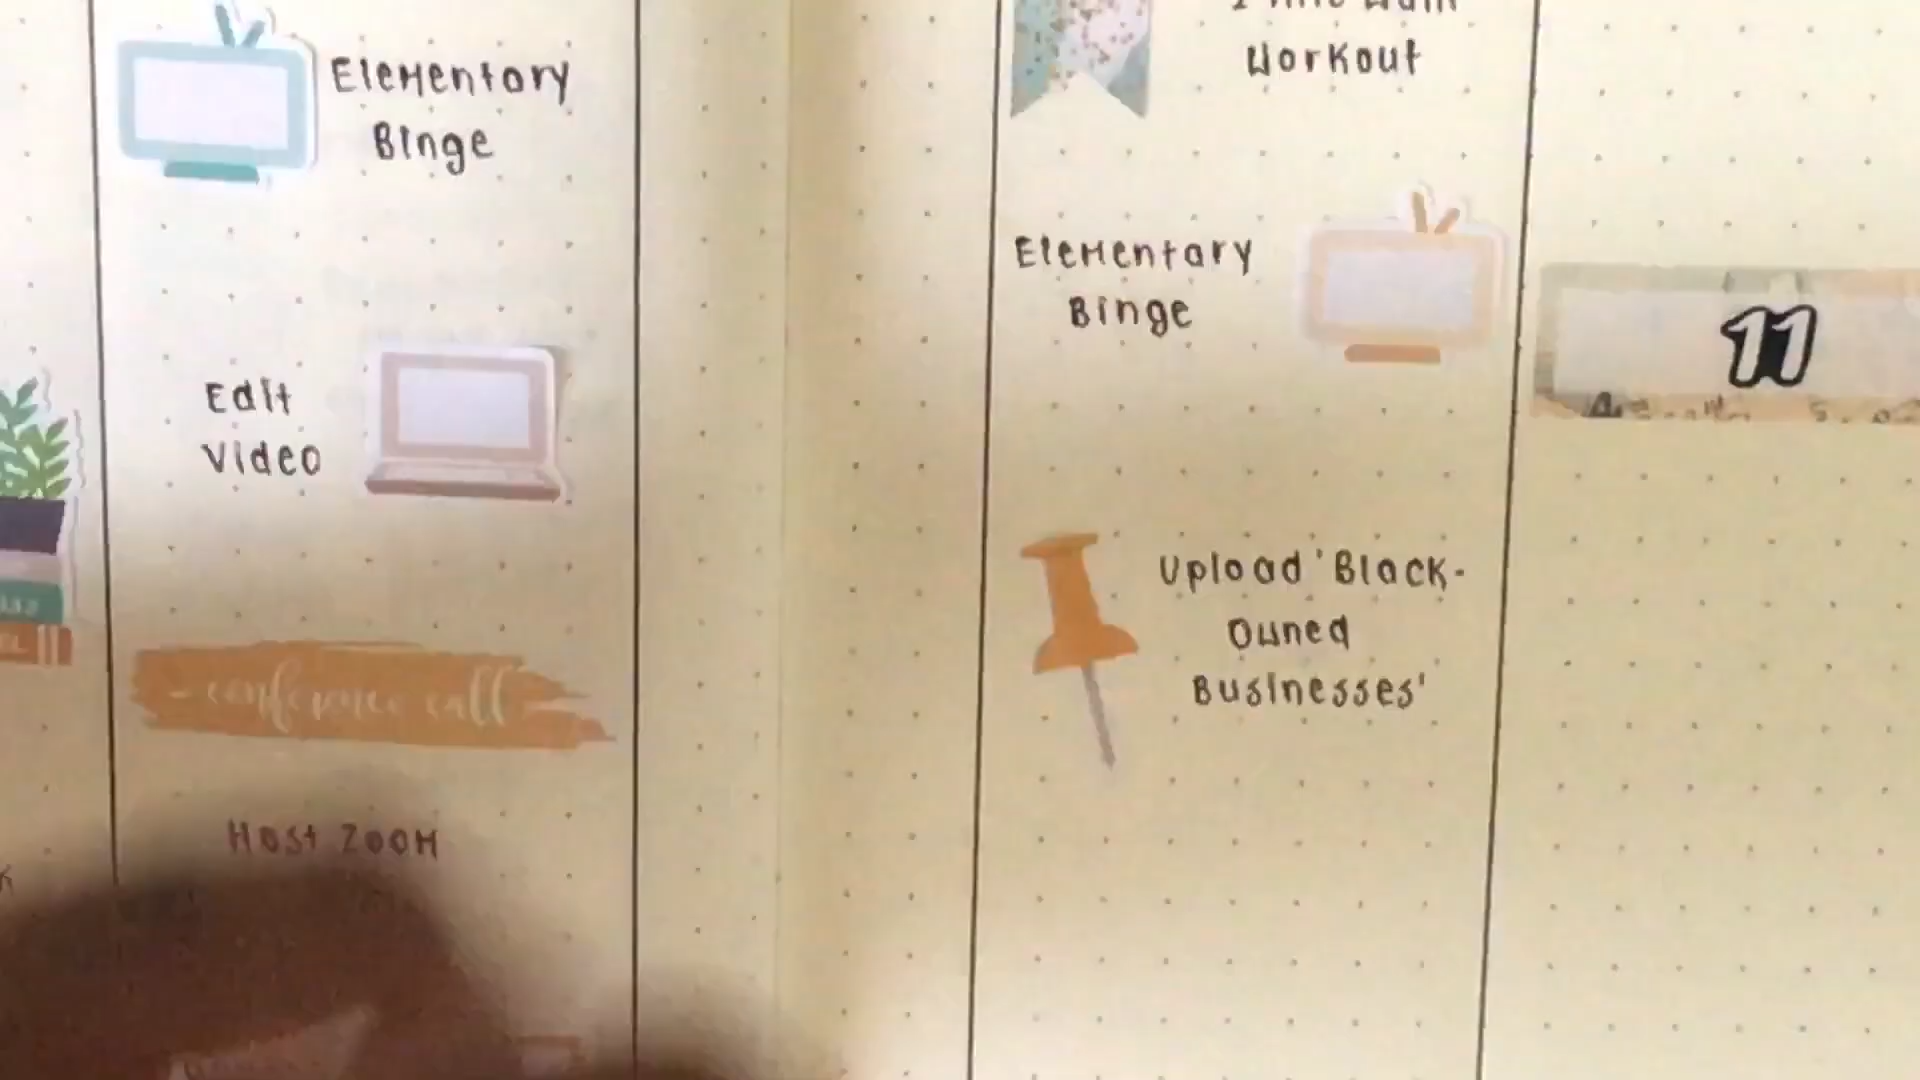 Elementary
Binge
Edit
Video
- conference call
Host Zoom
Workout
Elementary
Binge
Upload 'Black-
Owned
Businesses'
11